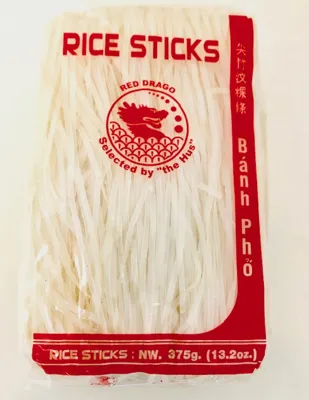 RICE STICKS
RED DRAGO
Selected by "the Hus"
Bánh Phở
RICE STICKS : NW. 375g. (13.2oz.)